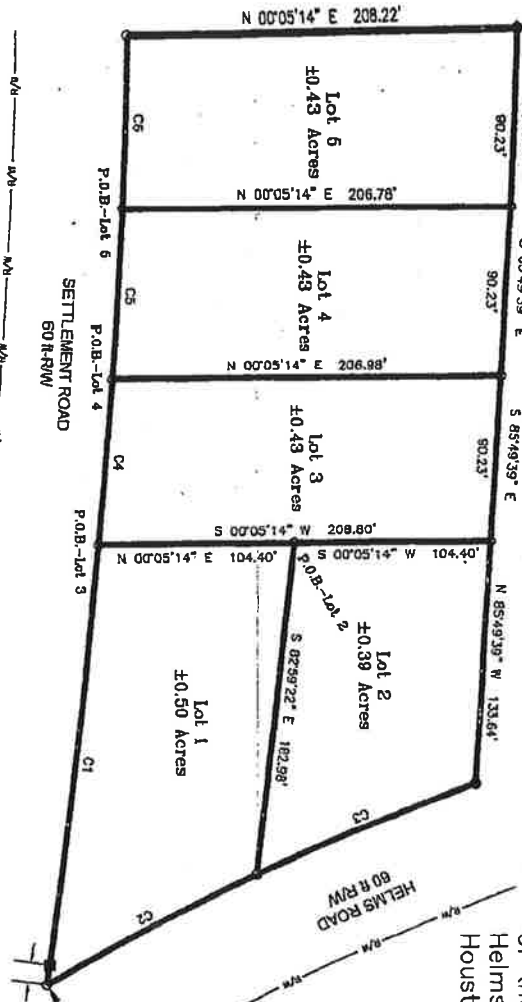 N 00°05'14" E 208.22'
90.23'
Lot 5
±0.43 Acres
C6
N 00°05'14" E 206.78'
P.O.B.-Lot 5
90.23'
Lot 4
±0.43 Acres
C5
N 00°05'14" E 206.98'
P.O.B.-Lot 4
SETTLEMENT ROAD
60 ft-R/W
S 85°49'39" E
90.23'
Lot 3
±0.43 Acres
C4
S 00°05'14" W 208.80'
N 00°05'14" E 104.40'
S 00°05'14" W 104.40'
P.O.B.-Lot 3
P.O.B.-Lot 2
N 85°49'39" W 133.64'
Lot 2
±0.39 Acres
S 82°59'22" E 182.98'
Lot 1
±0.50 Acres
C1
C3
C2
HELMS ROAD
60 ft R/W
R/W
R/W
R/W
R/W
R/W
R/W
Helms
Houst